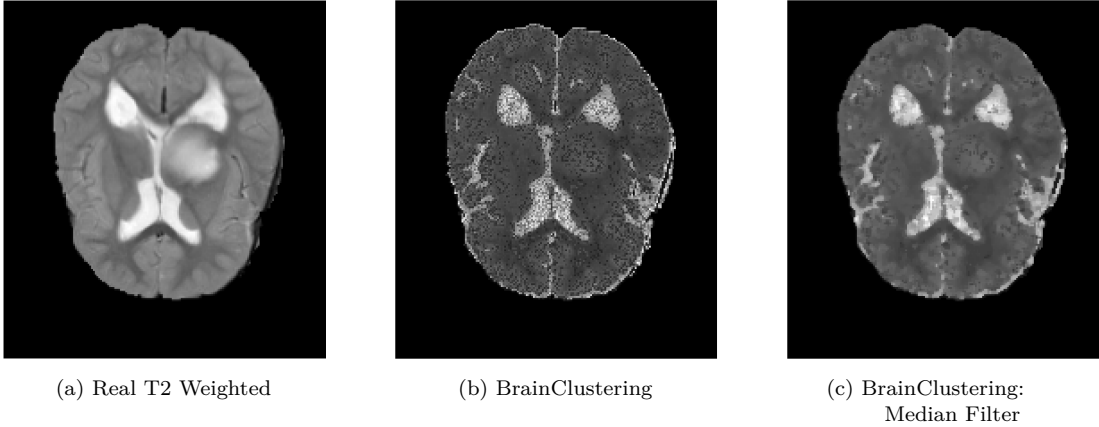 (a) Real T2 Weighted
(b) BrainClustering
(c) BrainClustering:
Median Filter